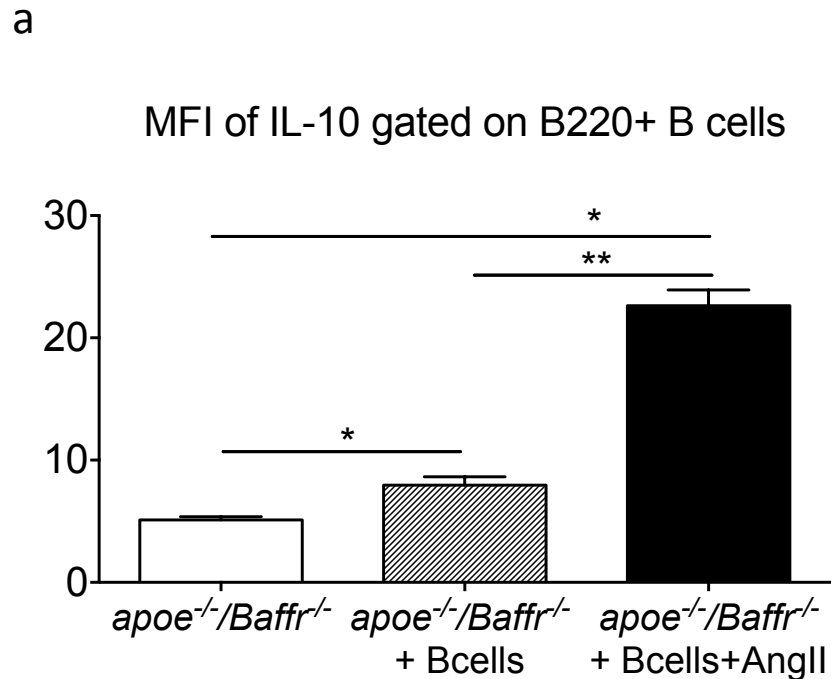 a
MFI of IL-10 gated on B220+ B cells
30
20
10
0
*
**
*
apoe-/-/Baffr-/-
apoe-/-/Baffr-/-
+ Bcells
apoe-/-/Baffr-/-
+ Bcells+AngII